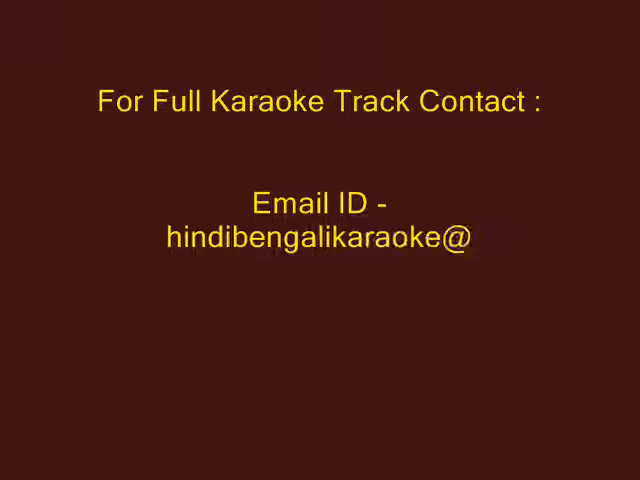 For Full Karaoke Track Contact :
Email ID -
hindibengalikaraoke@